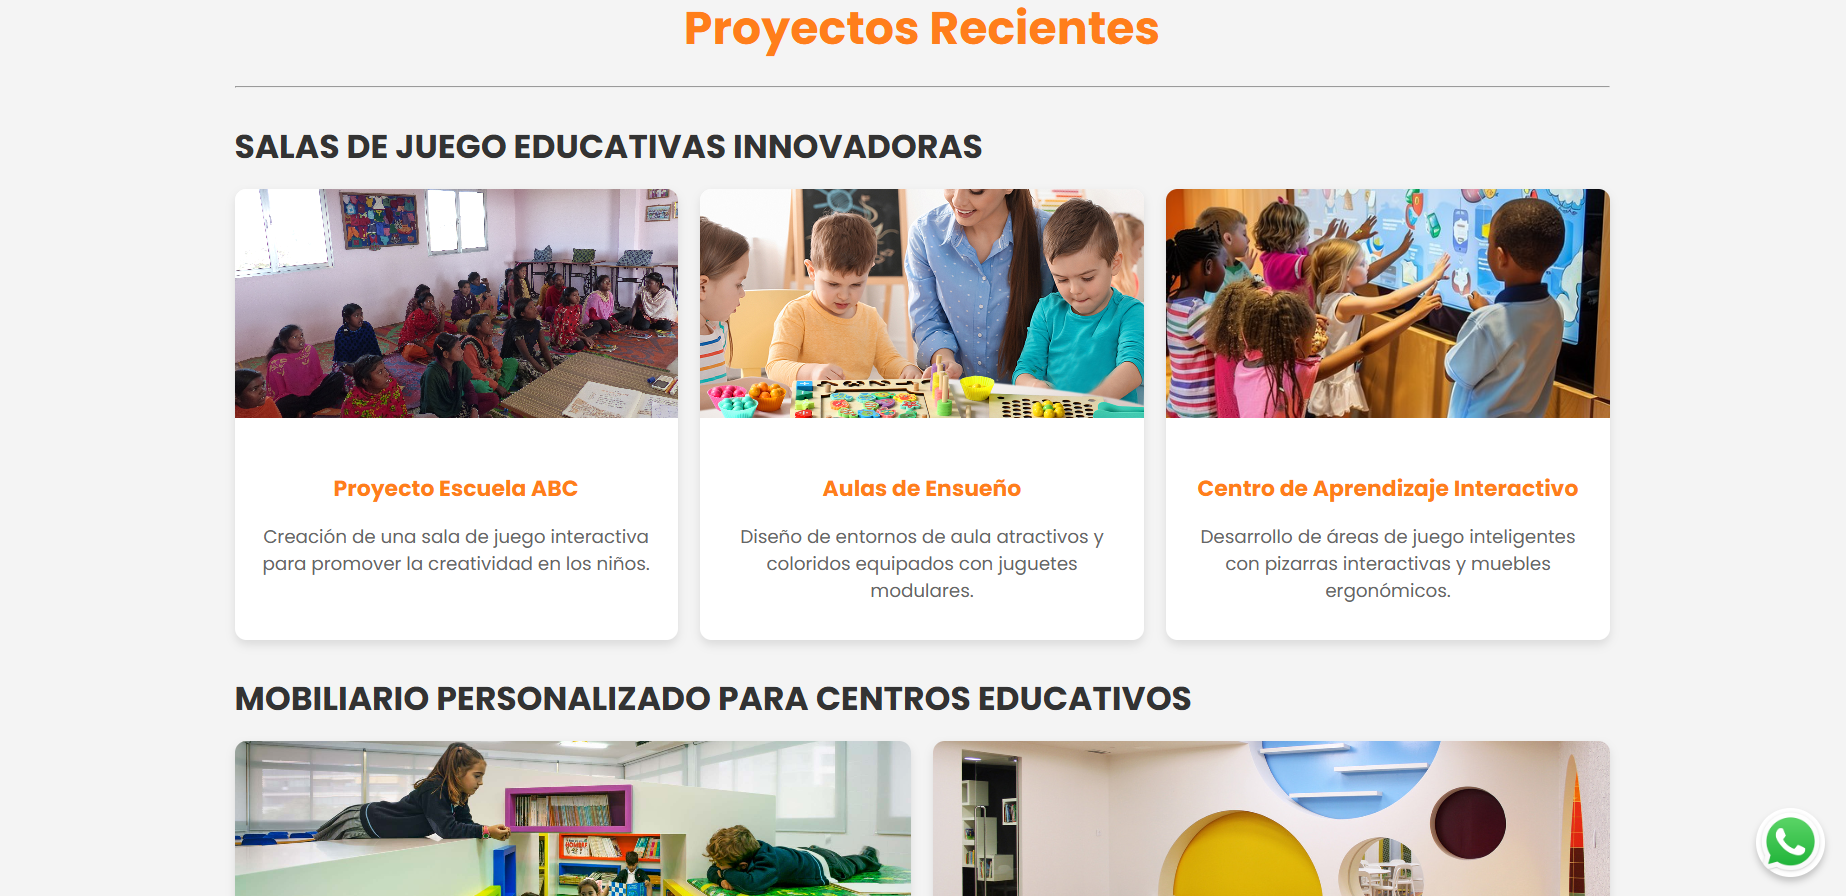 Proyectos Recientes
SALAS DE JUEGO EDUCATIVAS INNOVADORAS
Proyecto Escuela ABC
Creación de una sala de juego interactiva
para promover la creatividad en los niños.
Aulas de Ensueño
Diseño de entornos de aula atractivos y
coloridos equipados con juguetes
modulares.
Centro de Aprendizaje Interactivo
Desarrollo de áreas de juego inteligentes
con pizarras interactivas y muebles
ergonómicos.
MOBILIARIO PERSONALIZADO PARA CENTROS EDUCATIVOS